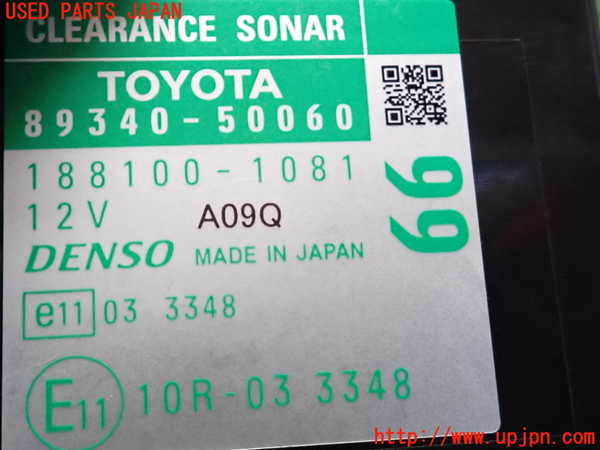 USED PARTS JAPAN
CLEARANCE SONAR
TOYOTA
89340-50060
188100-1081
12V A09Q
DENSO MADE IN JAPAN
99
e11 03 3348
E11 10R-03 3348
http://www.upjpn.com/